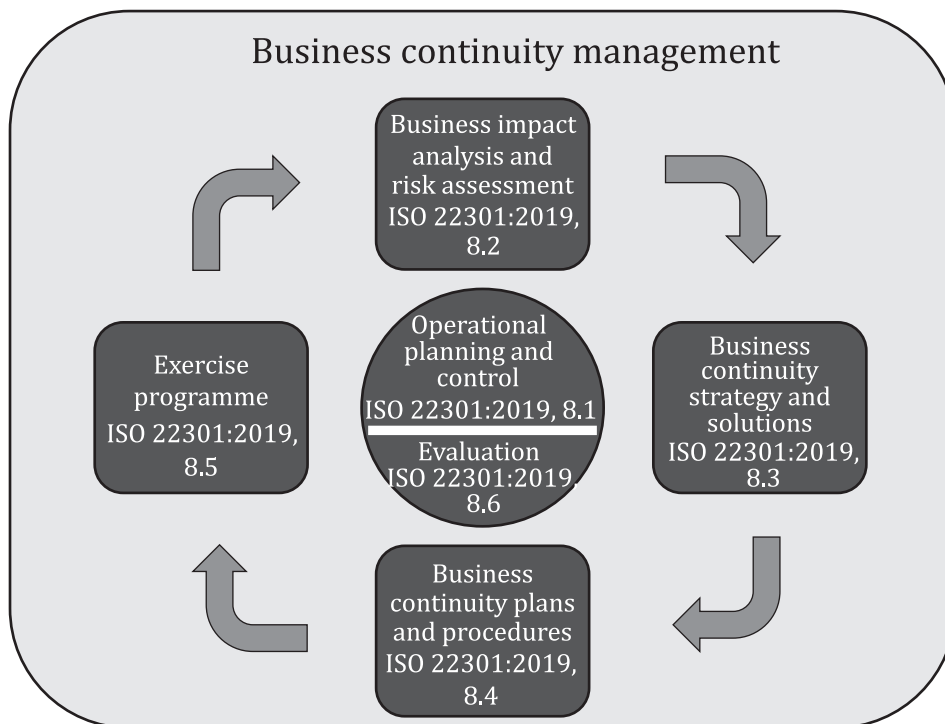 Business continuity management
Business impact
analysis and
risk assessment
ISO 22301:2019,
8.2
Operational
planning and
control
ISO 22301:2019, 8.1
Evaluation
ISO 22301:2019,
8.6
Exercise
programme
ISO 22301:2019,
8.5
Business
continuity
strategy and
solutions
ISO 22301:2019,
8.3
Business
continuity plans
and procedures
ISO 22301:2019,
8.4